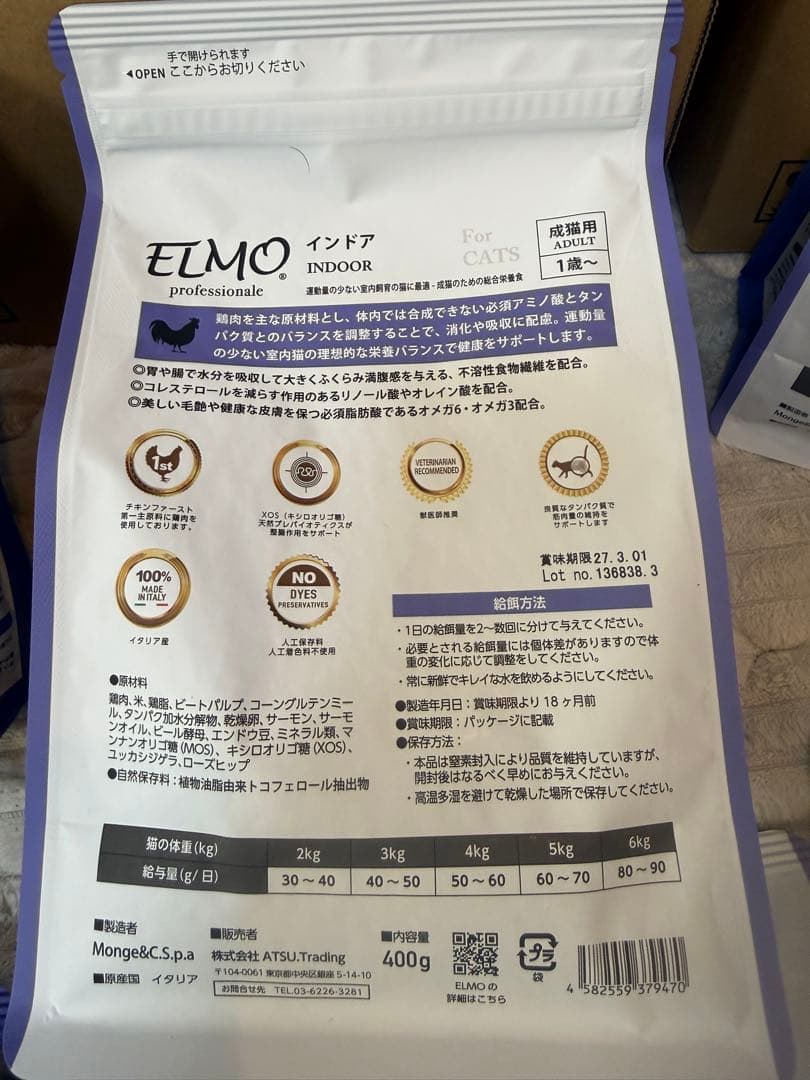 手で開けられます
◀OPEN ここからお切りください
ELMO®
professionale
インドア
INDOOR
For
CATS
成猫用
ADULT
1歳〜
運動量の少ない室内飼育の猫に最適 - 成猫のための総合栄養食
鶏肉を主な原材料とし、体内では合成できない必須アミノ酸とタン
パク質とのバランスを調整することで、消化や吸収に配慮。運動量
の少ない室内猫の理想的な栄養バランスで健康をサポートします。
◎胃や腸で水分を吸収して大きくふくらみ満腹感を与える、不溶性食物繊維を配合。
◎コレステロールを減らす作用のあるリノール酸やオレイン酸を配合。
◎美しい毛艶や健康な皮膚を保つ必須脂肪酸であるオメガ6・オメガ3配合。
1st
チキンファースト
第一主原料に鶏肉を
使用しております。
XOS（キシロオリゴ糖）
天然プレバイオティクスが
整腸作用をサポート
VETERINARIAN
RECOMMENDED
獣医師推奨
良質なタンパク質で
筋肉量の維持を
サポートします
100%
MADE
IN ITALY
イタリア産
NO
DYES
PRESERVATIVES
人工保存料
人工着色料不使用
賞味期限27.3.01
Lot no.136838.3
給餌方法
・1日の給餌量を2〜数回に分けて与えてください。
・必要とされる給餌量には個体差がありますので体
重の変化に応じて調整をしてください。
・常に新鮮でキレイな水を飲めるようにしてください。
●製造年月日：賞味期限より18ヶ月前
●賞味期限：パッケージに記載
●保存方法：
・本品は窒素封入により品質を維持していますが、
開封後はなるべく早めにお与えください。
・高温多湿を避けて乾燥した場所で保存してください。
●原材料
鶏肉、米、鶏脂、ビートパルプ、コーングルテンミー
ル、タンパク加水分解物、乾燥卵、サーモン、サーモ
ンオイル、ビール酵母、エンドウ豆、ミネラル類、マ
ンナンオリゴ糖（MOS）、キシロオリゴ糖（XOS）、
ユッカシジゲラ、ローズヒップ
●自然保存料：植物油脂由来トコフェロール抽出物
猫の体重(kg) 2kg 3kg 4kg 5kg 6kg
給与量(g/日) 30〜40 40〜50 50〜60 60〜70 80〜90
■製造者
Monge&C.S.p.a
■原産国 イタリア
■販売者
株式会社 ATSU.Trading
〒104-0061 東京都中央区銀座 5-14-10
お問合せ先 TEL.03-6226-3281
■内容量
400g
ELMOの
詳細はこちら
プラ
袋
4 582559 379470
■製造者
Monge&